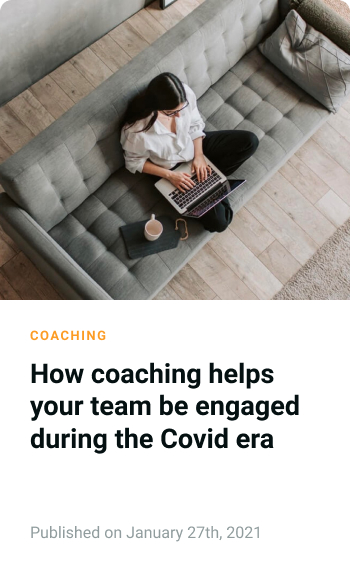 COACHING
How coaching helps
your team be engaged
during the Covid era
Published on January 27th, 2021